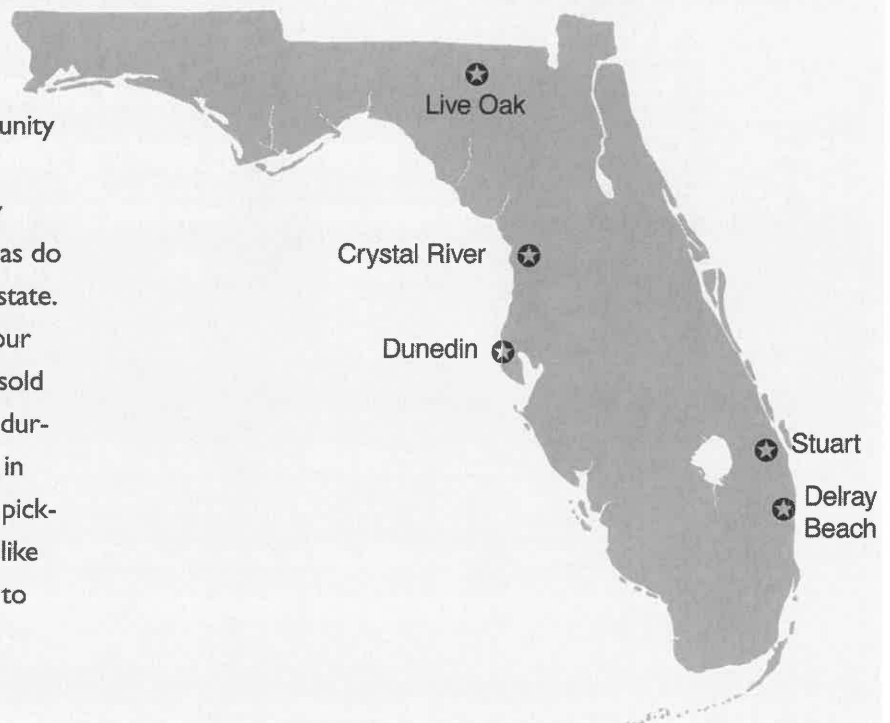 unity
as do
state.
our
sold
dur-
in
pick-
like
to
Live Oak
Crystal River
Dunedin
Stuart
Delray
Beach